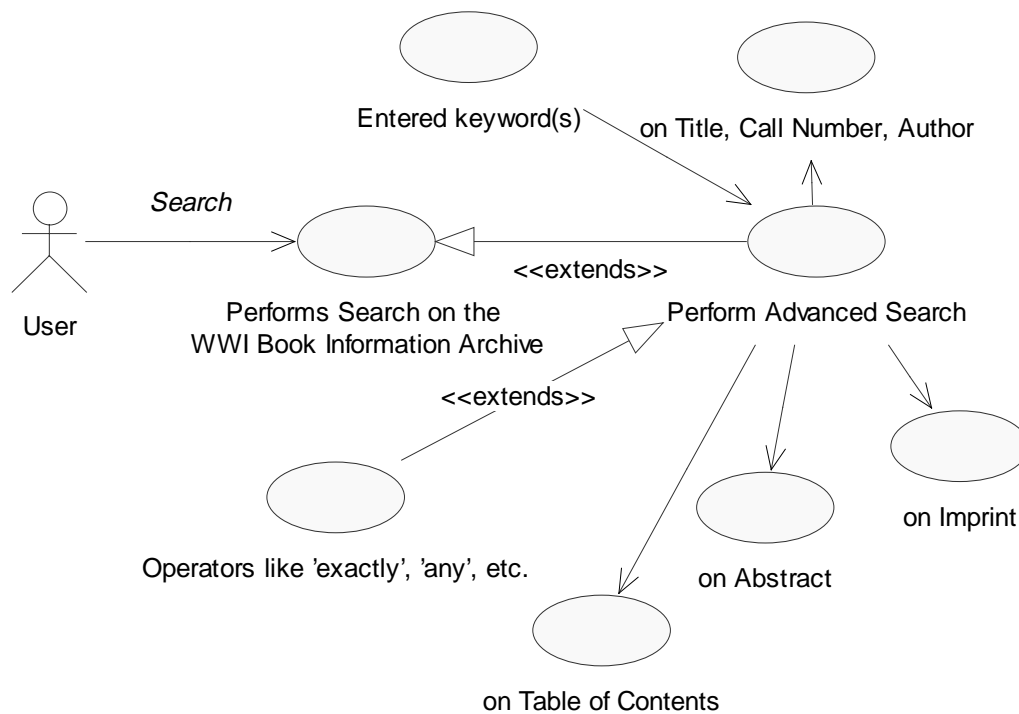 Entered keyword(s)
on Title, Call Number, Author
Search
<<extends>>
User
Performs Search on the
WWI Book Information Archive
Perform Advanced Search
<<extends>>
on Imprint
Operators like 'exactly', 'any', etc.
on Abstract
on Table of Contents